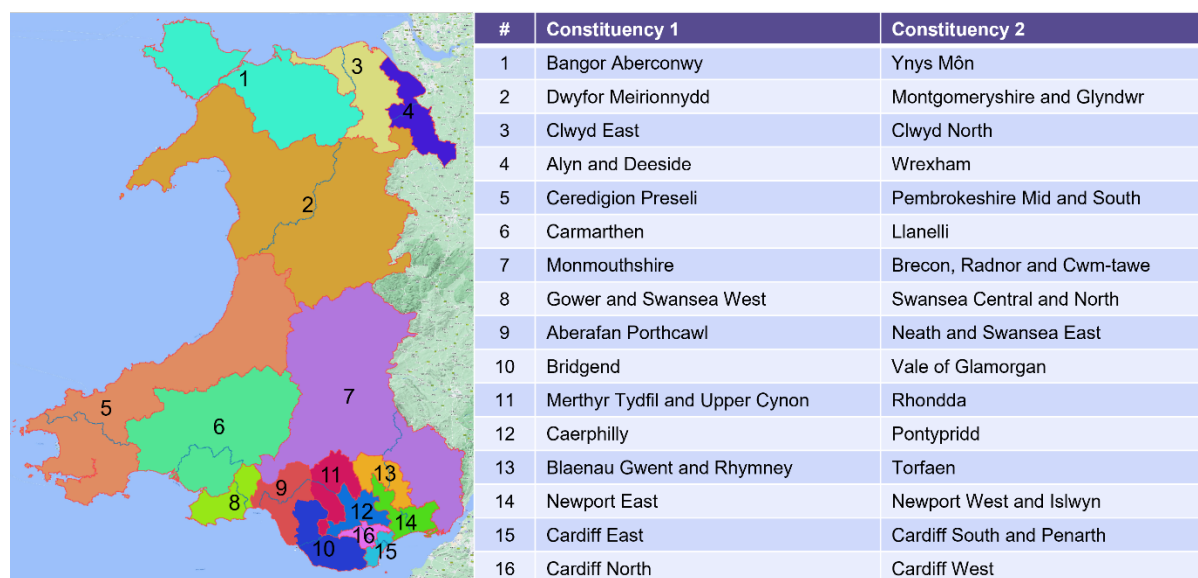 1
2
3
4
5
6
7
8
9
10
11
12
13
14
15
16
# Constituency 1 Constituency 2
1 Bangor Aberconwy Ynys Môn
2 Dwyfor Meirionnydd Montgomeryshire and Glyndwr
3 Clwyd East Clwyd North
4 Alyn and Deeside Wrexham
5 Ceredigion Preseli Pembrokeshire Mid and South
6 Carmarthen Llanelli
7 Monmouthshire Brecon, Radnor and Cwm-tawe
8 Gower and Swansea West Swansea Central and North
9 Aberafan Porthcawl Neath and Swansea East
10 Bridgend Vale of Glamorgan
11 Merthyr Tydfil and Upper Cynon Rhondda
12 Caerphilly Pontypridd
13 Blaenau Gwent and Rhymney Torfaen
14 Newport East Newport West and Islwyn
15 Cardiff East Cardiff South and Penarth
16 Cardiff North Cardiff West